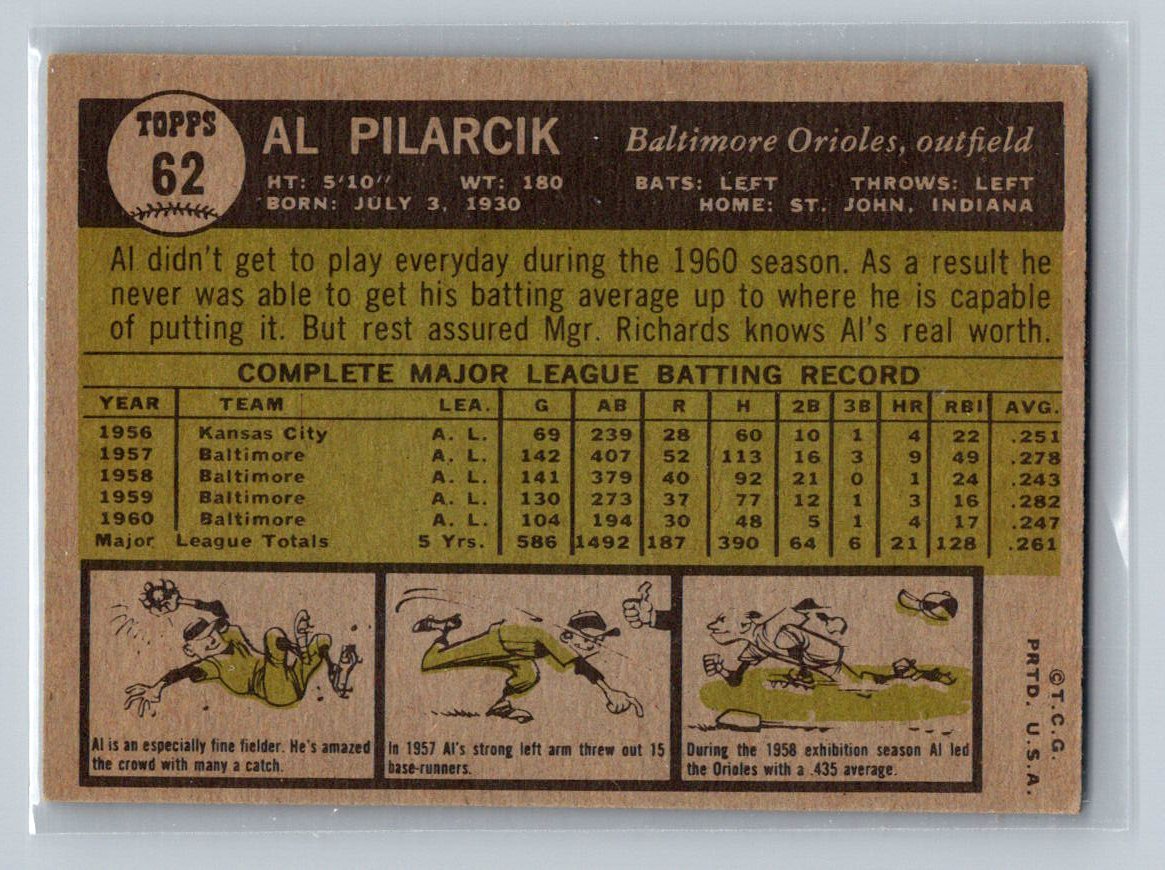 TOPPS
62
AL PILARCIK
Baltimore Orioles, outfield
HT: 5'10" WT: 180 BATS: LEFT THROWS: LEFT
BORN: JULY 3, 1930 HOME: ST. JOHN, INDIANA
Al didn't get to play everyday during the 1960 season. As a result he
never was able to get his batting average up to where he is capable
of putting it. But rest assured Mgr. Richards knows Al's real worth.
COMPLETE MAJOR LEAGUE BATTING RECORD
YEAR TEAM LEA. G AB R H 2B 3B HR RBI AVG.
1956 Kansas City A. L. 69 239 28 60 10 1 4 22 .251
1957 Baltimore A. L. 142 407 52 113 16 3 9 49 .278
1958 Baltimore A. L. 141 379 40 92 21 0 1 24 .243
1959 Baltimore A. L. 130 273 37 77 12 1 3 16 .282
1960 Baltimore A. L. 104 194 30 48 5 1 4 17 .247
Major League Totals 5 Yrs. 586 1492 187 390 64 6 21 128 .261
Al is an especially fine fielder. He's amazed
the crowd with many a catch.
In 1957 Al's strong left arm threw out 15
base-runners.
During the 1958 exhibition season Al led
the Orioles with a .435 average.
©T.C.G.
PRTD. U.S.A.